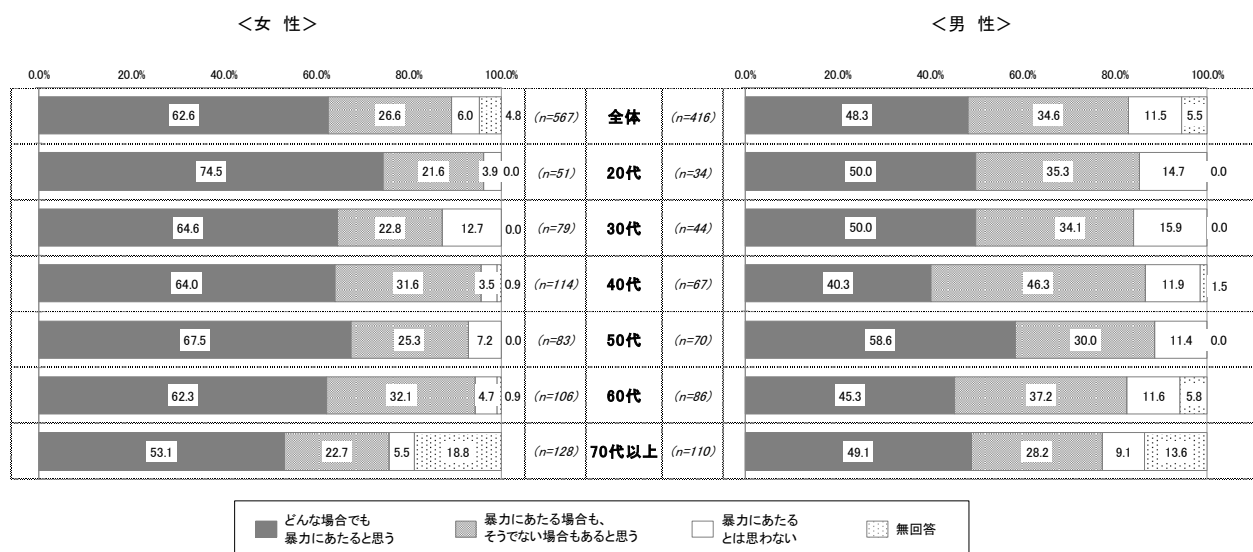 ＜女 性＞ ＜男 性＞
0.0% 20.0% 40.0% 60.0% 80.0% 100.0% 0.0% 20.0% 40.0% 60.0% 80.0% 100.0%
62.6 26.6 6.0 4.8 (n=567) 全体 (n=416) 48.3 34.6 11.5 5.5
74.5 21.6 3.9 0.0 (n=51) 20代 (n=34) 50.0 35.3 14.7 0.0
64.6 22.8 12.7 0.0 (n=79) 30代 (n=44) 50.0 34.1 15.9 0.0
64.0 31.6 3.5 0.9 (n=114) 40代 (n=67) 40.3 46.3 11.9 1.5
67.5 25.3 7.2 0.0 (n=83) 50代 (n=70) 58.6 30.0 11.4 0.0
62.3 32.1 4.7 0.9 (n=106) 60代 (n=86) 45.3 37.2 11.6 5.8
53.1 22.7 5.5 18.8 (n=128) 70代以上 (n=110) 49.1 28.2 9.1 13.6
どんな場合でも
暴力にあたると思う
暴力にあたる場合も、
そうでない場合もあると思う
暴力にあたる
とは思わない
無回答